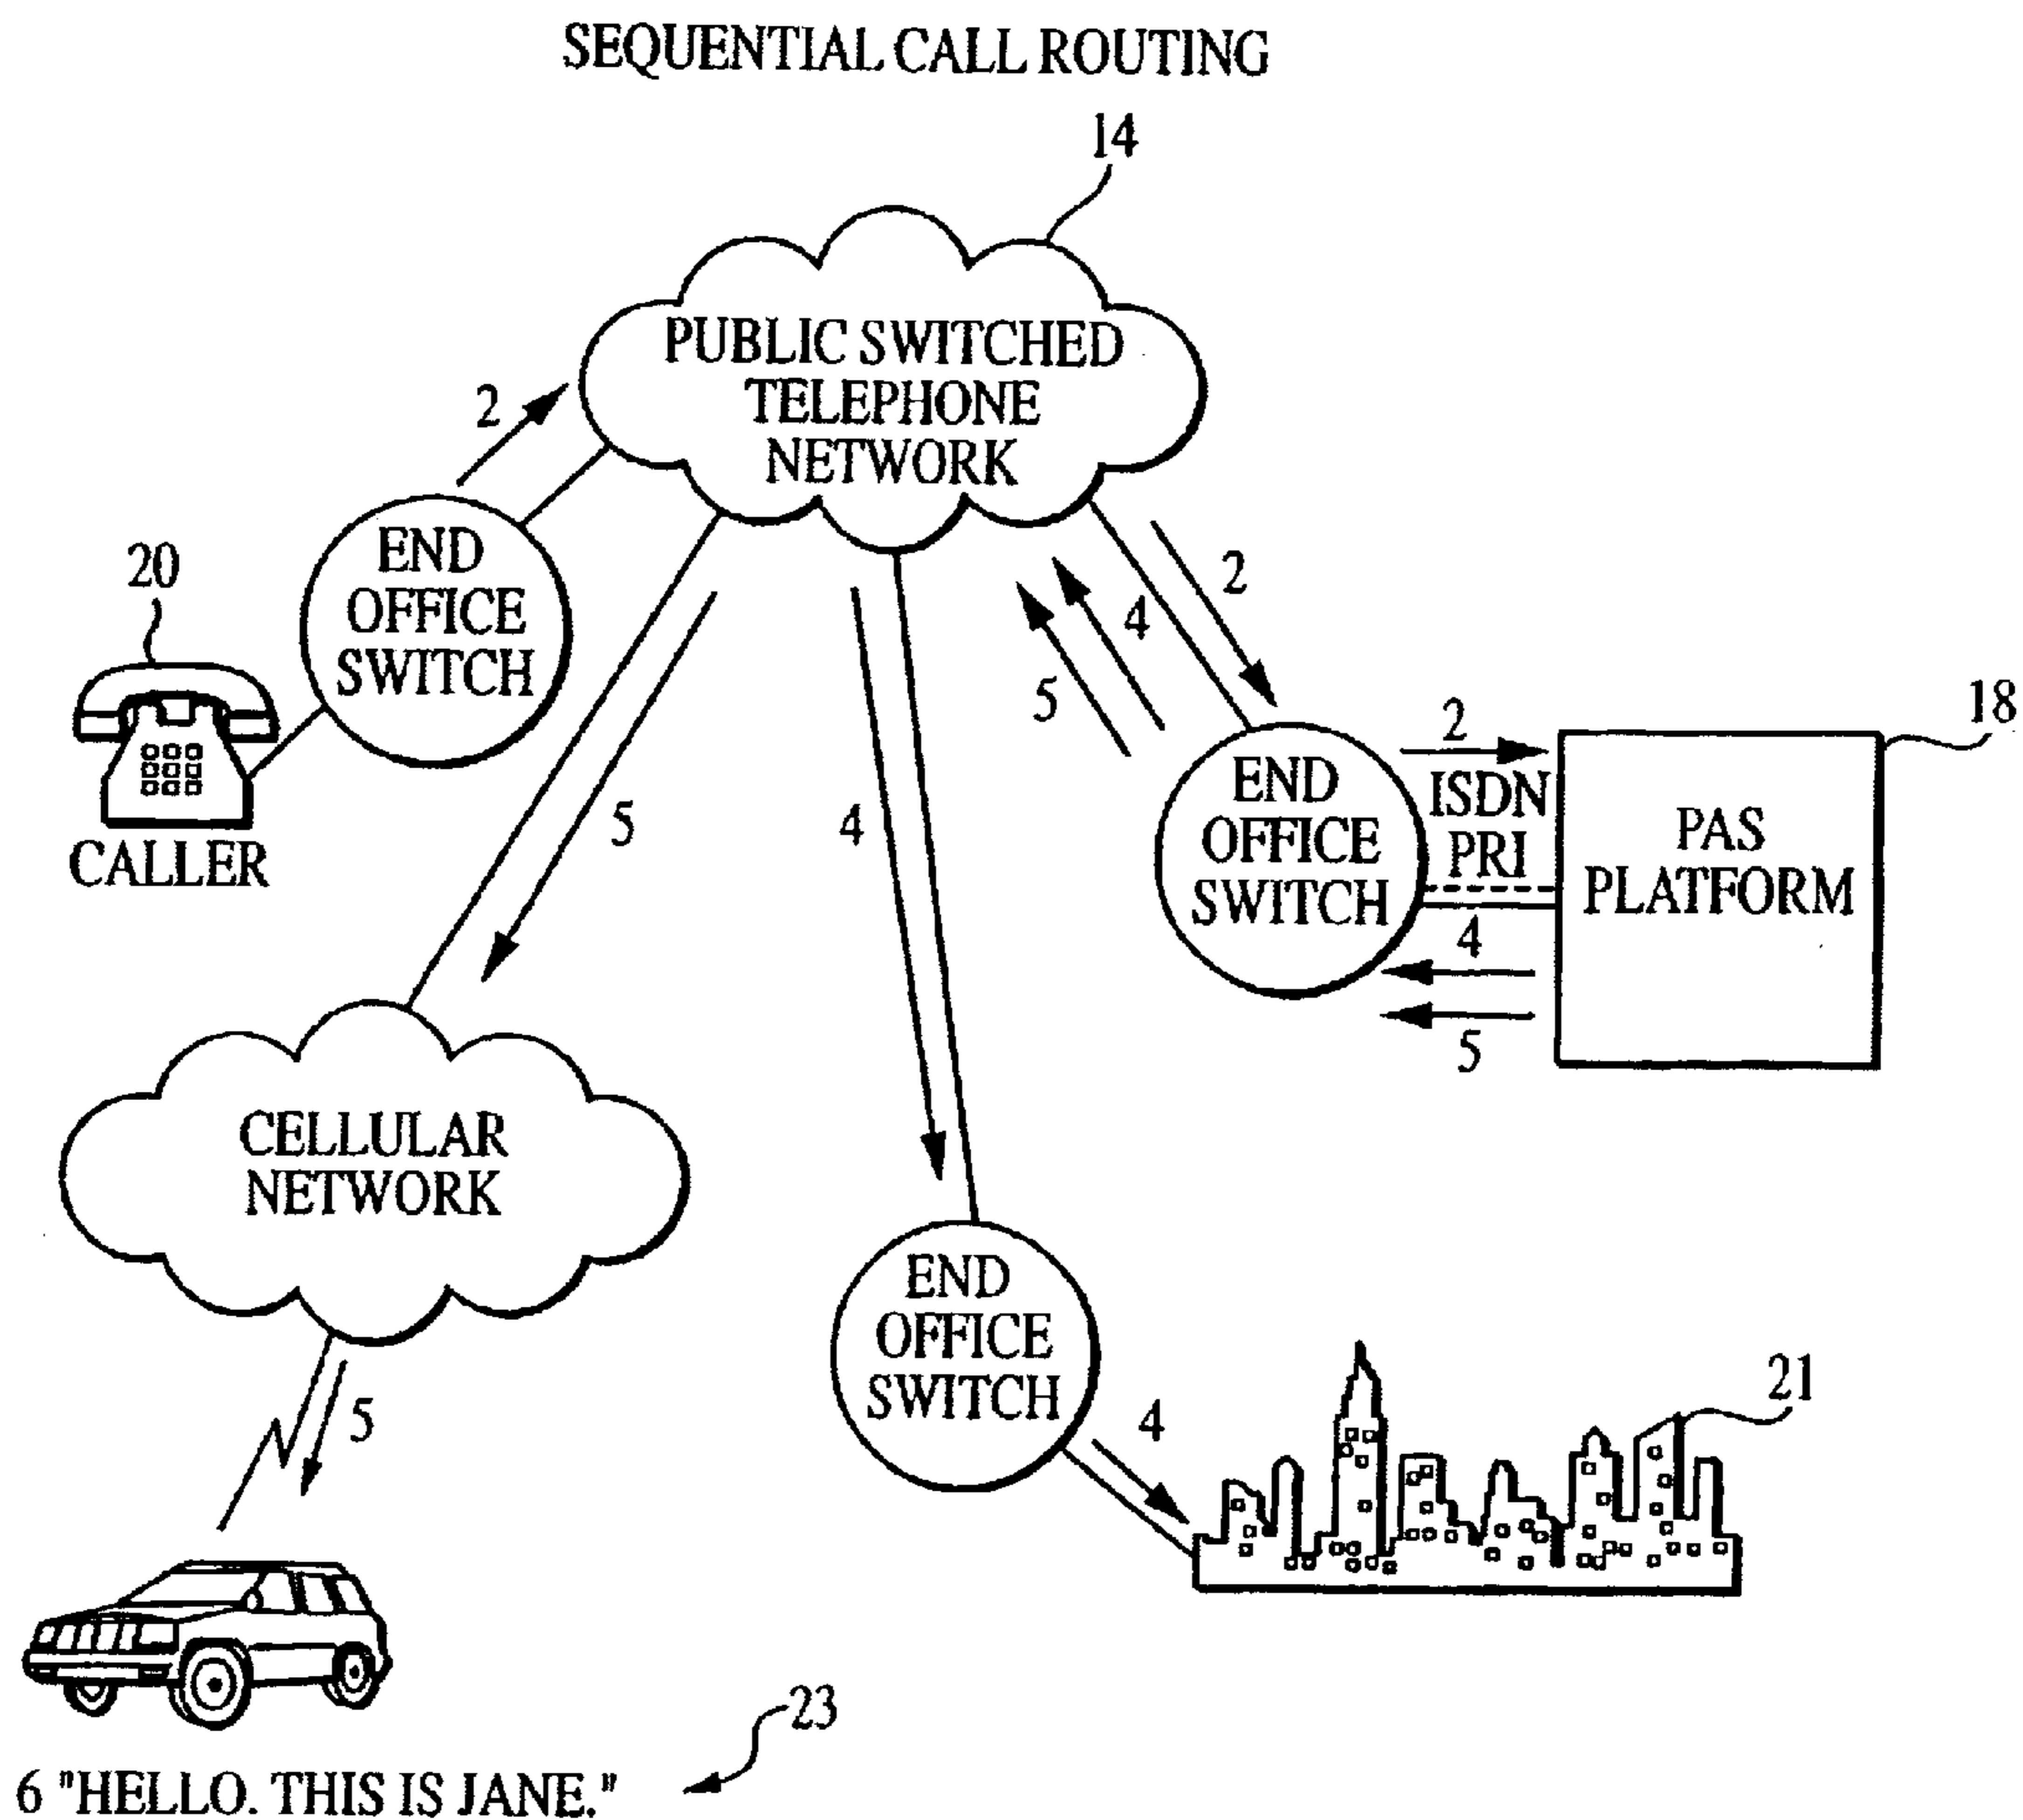 SEQUENTIAL CALL ROUTING
14
PUBLIC SWITCHED
TELEPHONE
NETWORK
2
END
OFFICE
SWITCH
20
CALLER
2
4
5
5
4
END
OFFICE
SWITCH
2
ISDN
PRI
4
5
18
PAS
PLATFORM
CELLULAR
NETWORK
5
END
OFFICE
SWITCH
4
21
23
6 "HELLO. THIS IS JANE."